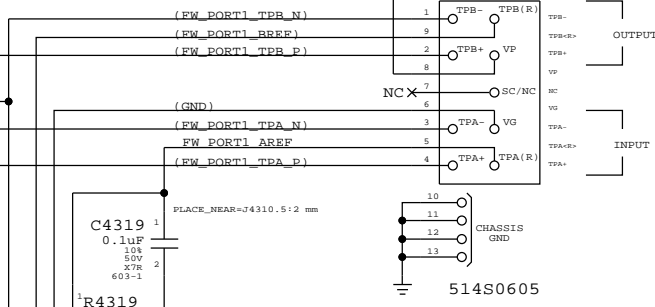 (FW_PORT1_TPB_N) 1 TPB- TPB(R) TPB-
(FW_PORT1_BREF) 9 TPB<R> OUTPUT
(FW_PORT1_TPB_P) 2 TPB+ VP TPB+
8 VP
NC 7 SC/NC NC
(GND) 6 VG
(FW_PORT1_TPA_N) 3 TPA- VG TPA-
FW_PORT1_AREF 5 TPA<R> INPUT
(FW_PORT1_TPA_P) 4 TPA+ TPA(R) TPA+
PLACE_NEAR=J4310.5:2 mm
C4319 1
0.1uF
10%
50V
X7R 2
603-1
1 R4319
10
11
12
13
CHASSIS
GND
514S0605